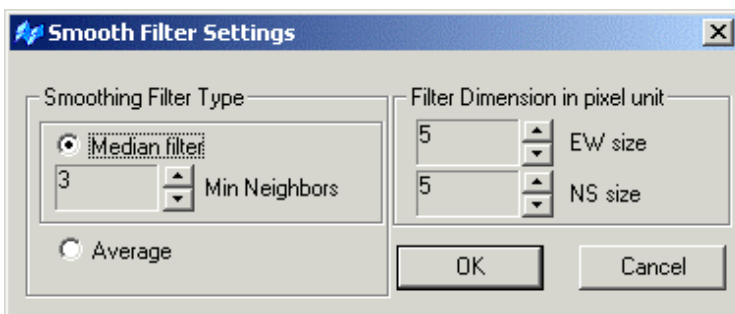 Smooth Filter Settings
Smoothing Filter Type
Median filter
3 Min Neighbors
Average
Filter Dimension in pixel unit
5 EW size
5 NS size
OK Cancel